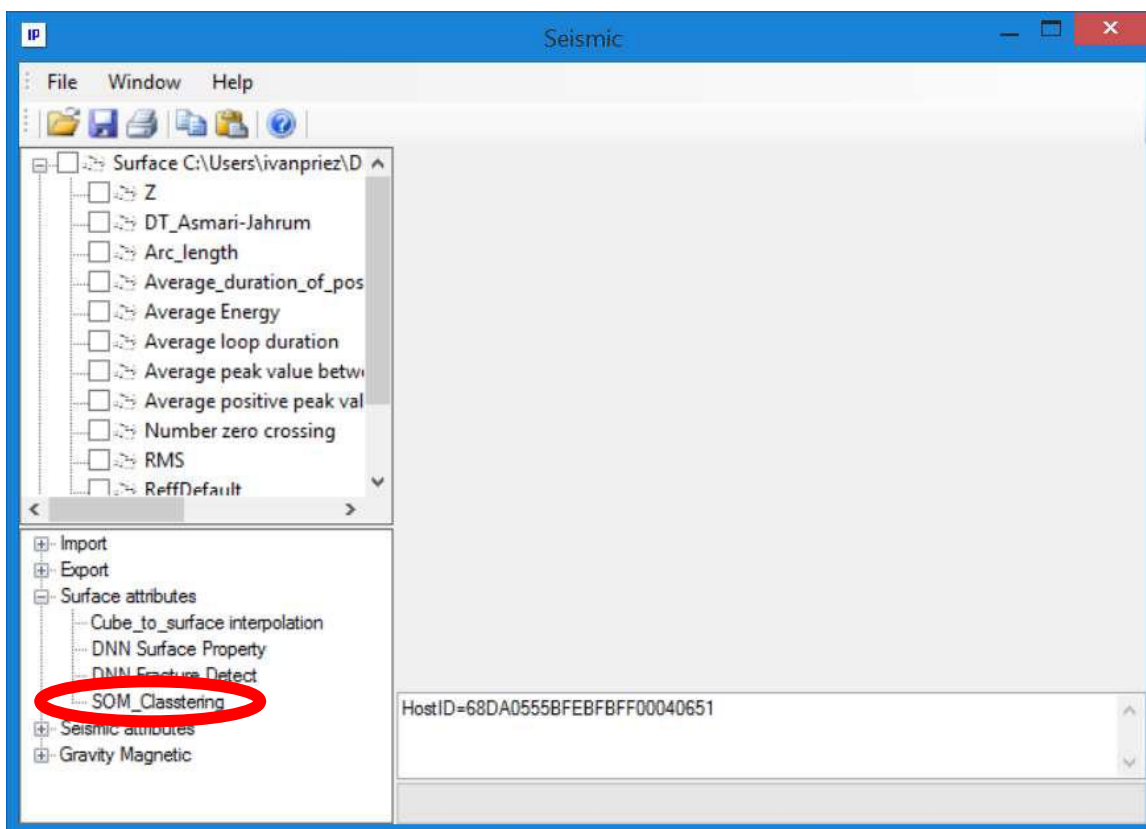 IP
Seismic
File Window Help
Surface C:\Users\ivanpriez\D
Z
DT_Asmari-Jahrum
Arc_length
Average_duration_of_pos
Average Energy
Average loop duration
Average peak value betw
Average positive peak val
Number zero crossing
RMS
ReffDefault
Import
Export
Surface attributes
Cube_to_surface interpolation
DNN Surface Property
DNN Fracture Detect
SOM_Classtering
Seismic attributes
Gravity Magnetic
HostID=68DA0555BFEBFBFF00040651